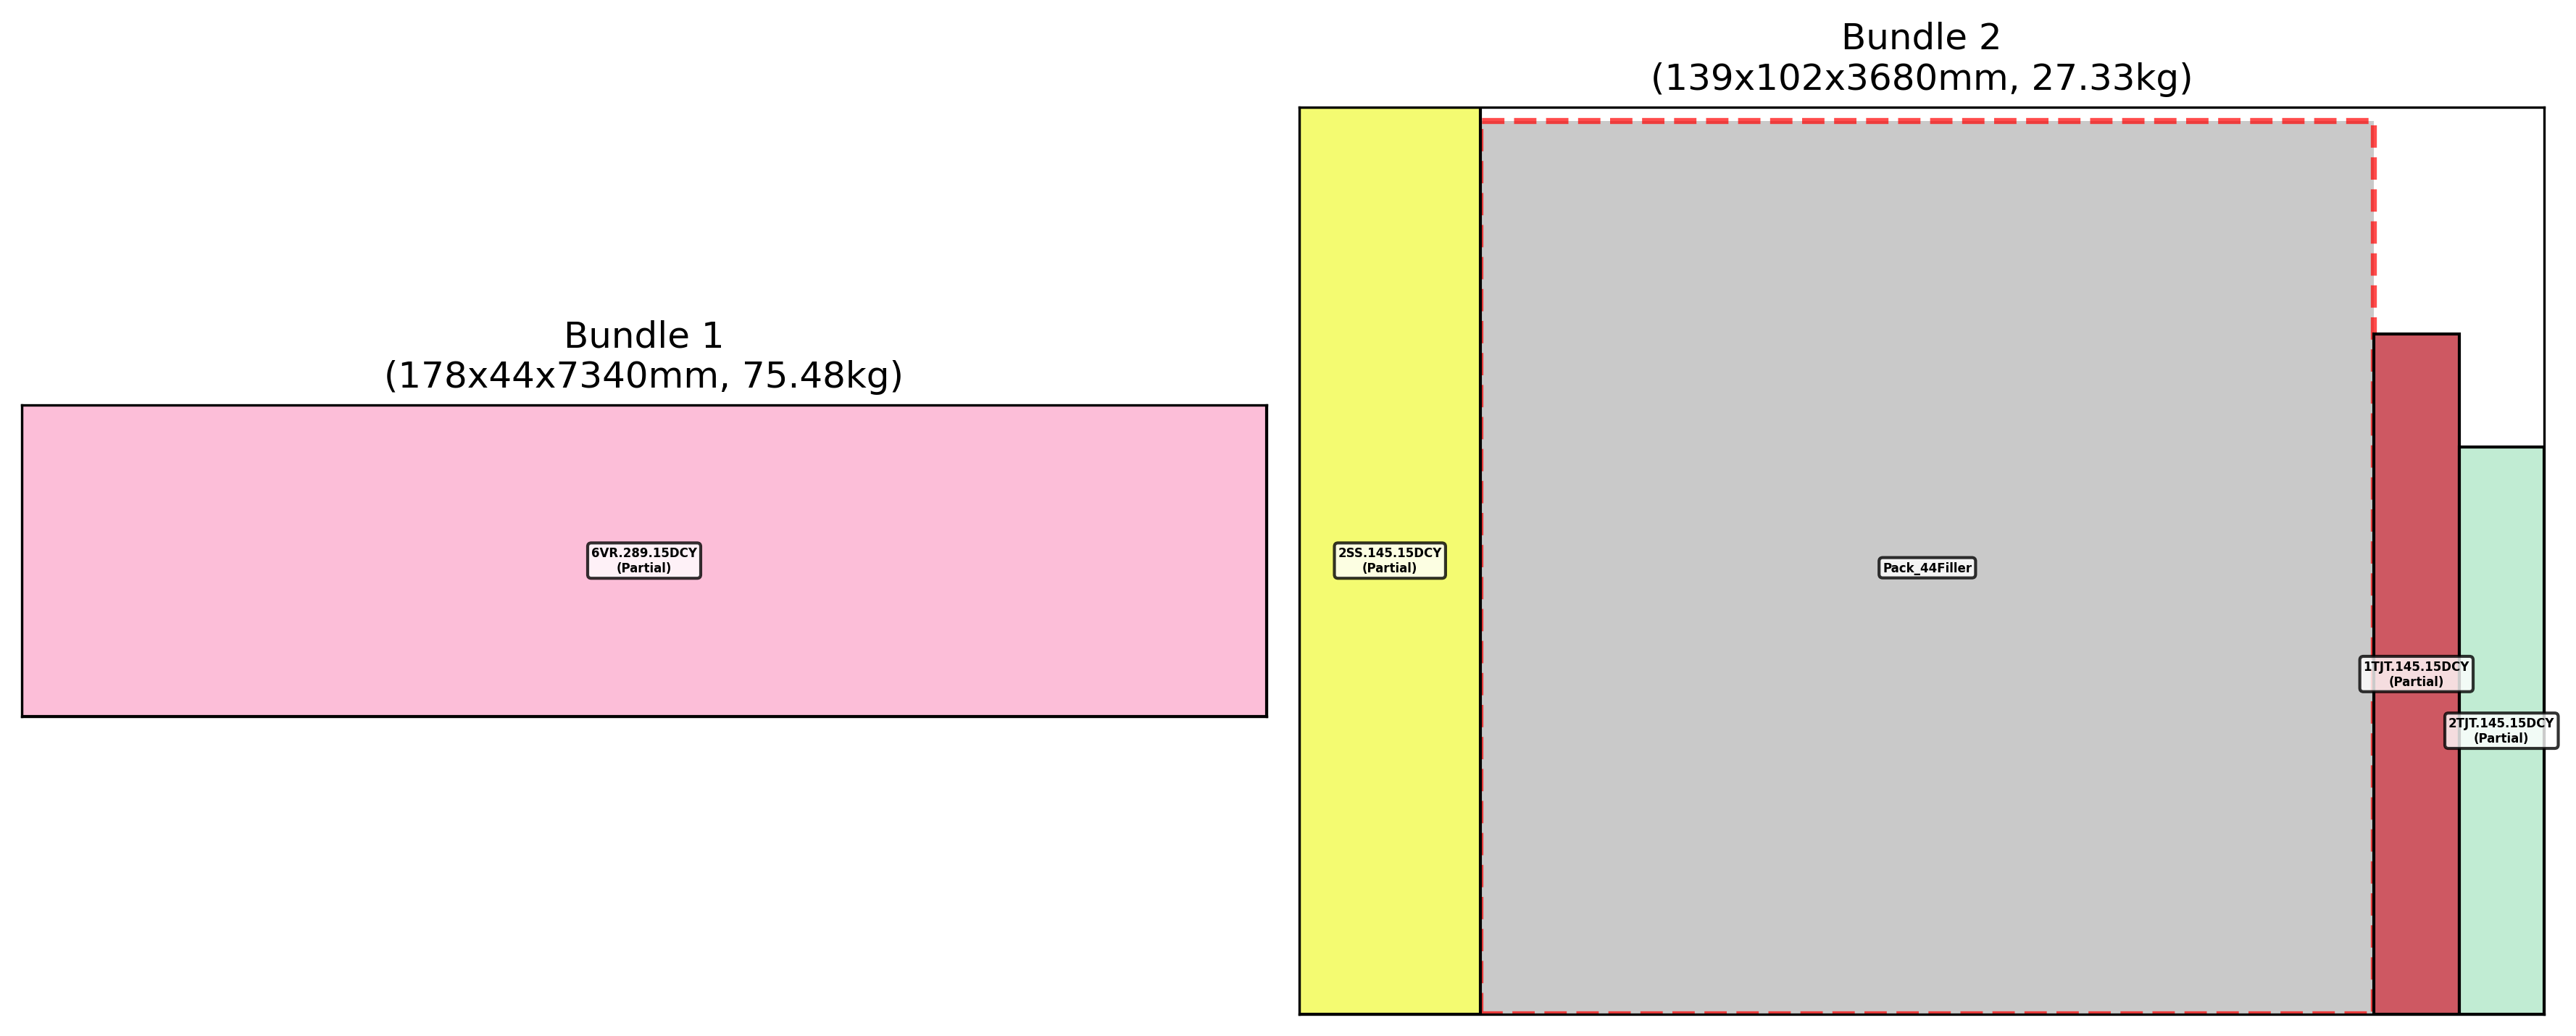 Bundle 1
(178x44x7340mm, 75.48kg)
6VR.289.15DCY
(Partial)
Bundle 2
(139x102x3680mm, 27.33kg)
2SS.145.15DCY
(Partial)
Pack_44Filler
1TJT.145.15DCY
(Partial)
2TJT.145.15DCY
(Partial)